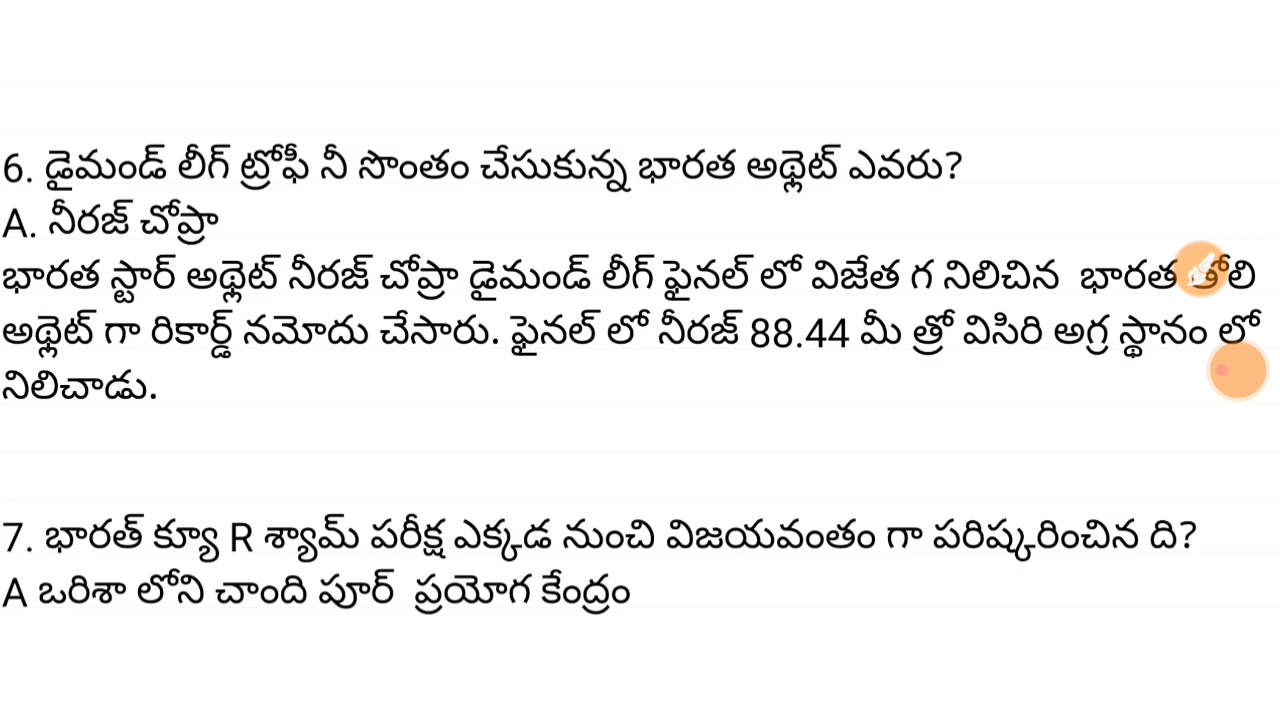 6. డైమండ్ లీగ్ ట్రోఫీ నీ సొంతం చేసుకున్న భారత అథ్లెట్ ఎవరు?
A. నీరజ్ చోప్రా
భారత స్టార్ అథ్లెట్ నీరజ్ చోప్రా డైమండ్ లీగ్ ఫైనల్ లో విజేత గ నిలిచిన భారత తోలి
అథ్లెట్ గా రికార్డ్ నమోదు చేసారు. ఫైనల్ లో నీరజ్ 88.44 మీ త్రో విసిరి అగ్ర స్థానం లో
నిలిచాడు.
7. భారత్ క్యూ R శ్యామ్ పరీక్ష ఎక్కడ నుంచి విజయవంతం గా పరిష్కరించిన ది?
A ఒరిశా లోని చాంది పూర్ ప్రయోగ కేంద్రం